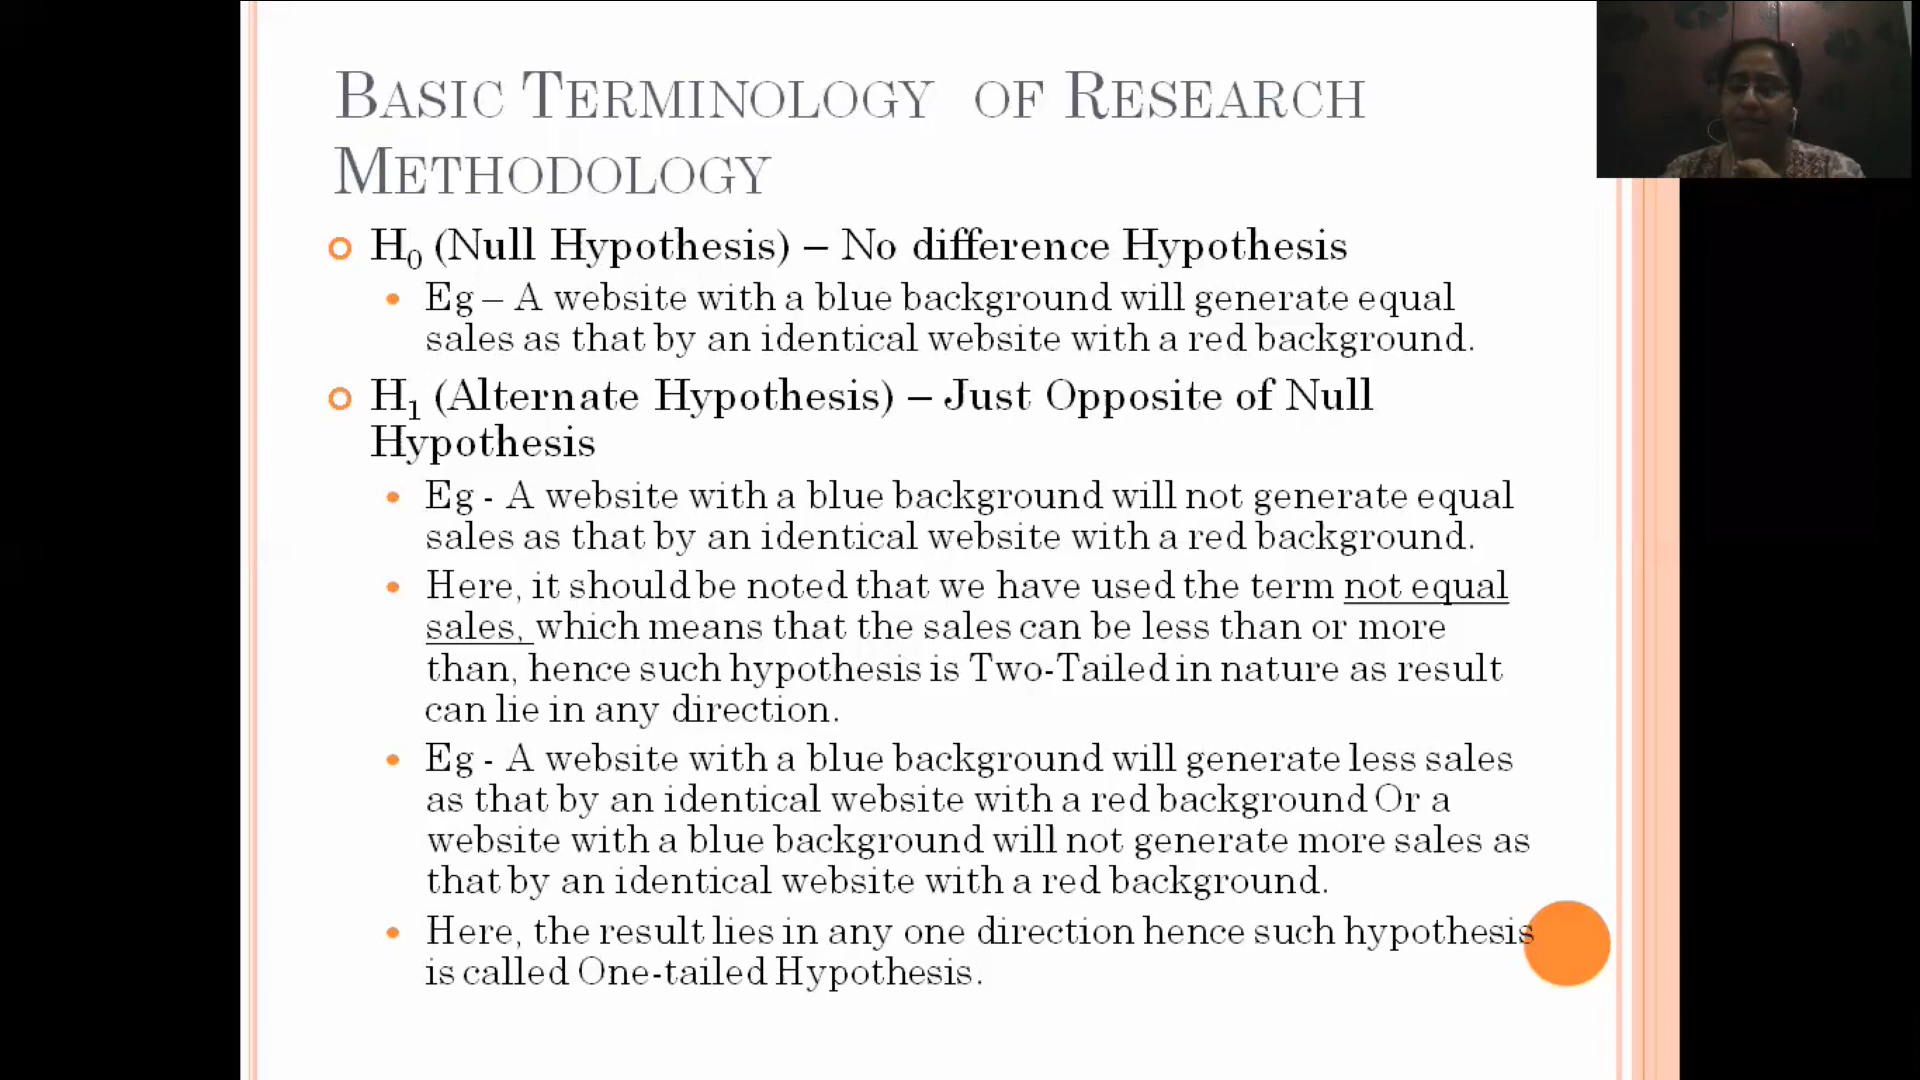 Basic Terminology of Research
Methodology
H₀ (Null Hypothesis) – No difference Hypothesis
Eg – A website with a blue background will generate equal
sales as that by an identical website with a red background.
H₁ (Alternate Hypothesis) – Just Opposite of Null
Hypothesis
Eg - A website with a blue background will not generate equal
sales as that by an identical website with a red background.
Here, it should be noted that we have used the term not equal
sales, which means that the sales can be less than or more
than, hence such hypothesis is Two-Tailed in nature as result
can lie in any direction.
Eg - A website with a blue background will generate less sales
as that by an identical website with a red background Or a
website with a blue background will not generate more sales as
that by an identical website with a red background.
Here, the result lies in any one direction hence such hypothesis
is called One-tailed Hypothesis.